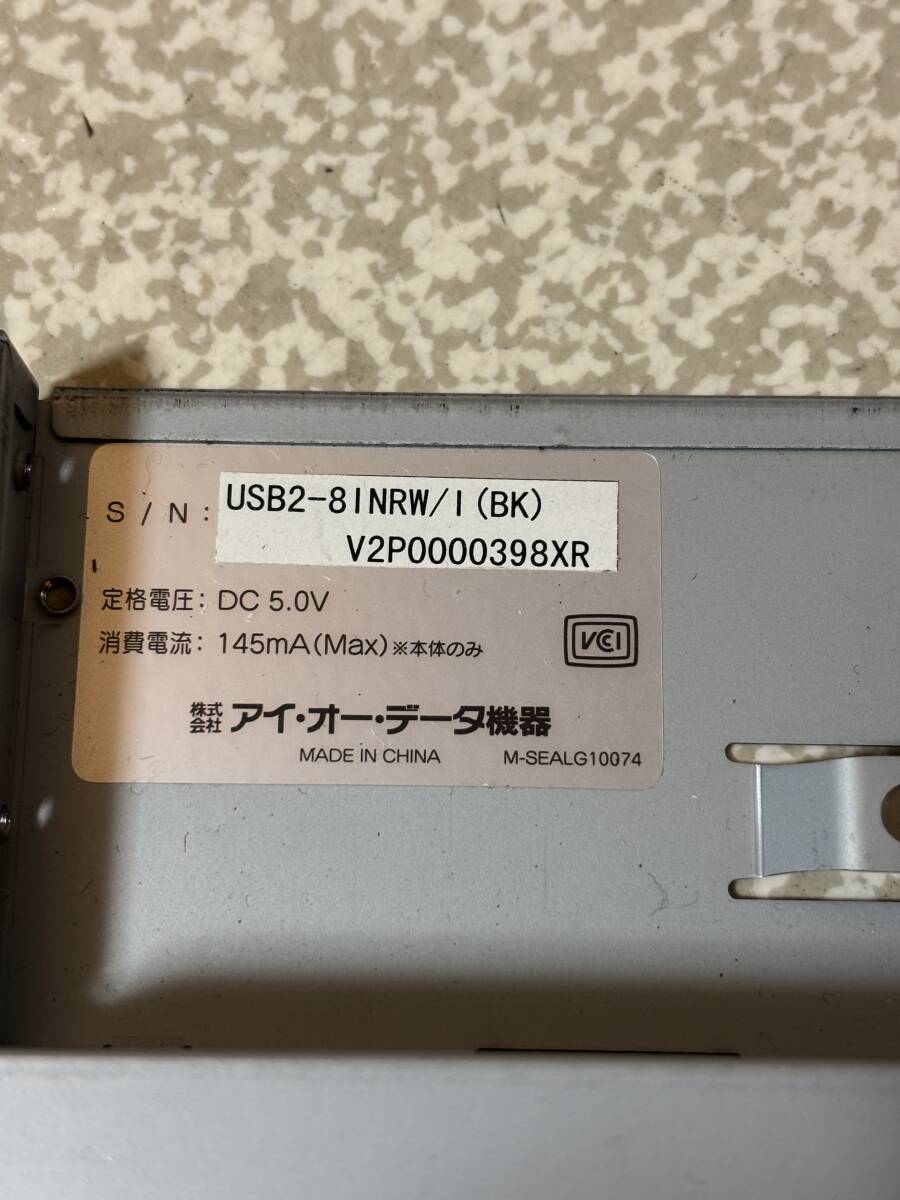 S/N: USB2-8INRW/I(BK)
V2P0000398XR
定格電圧: DC 5.0V
消費電流: 145mA(Max)※本体のみ
VCCI
株式会社 アイ・オー・データ機器
MADE IN CHINA M-SEALG10074